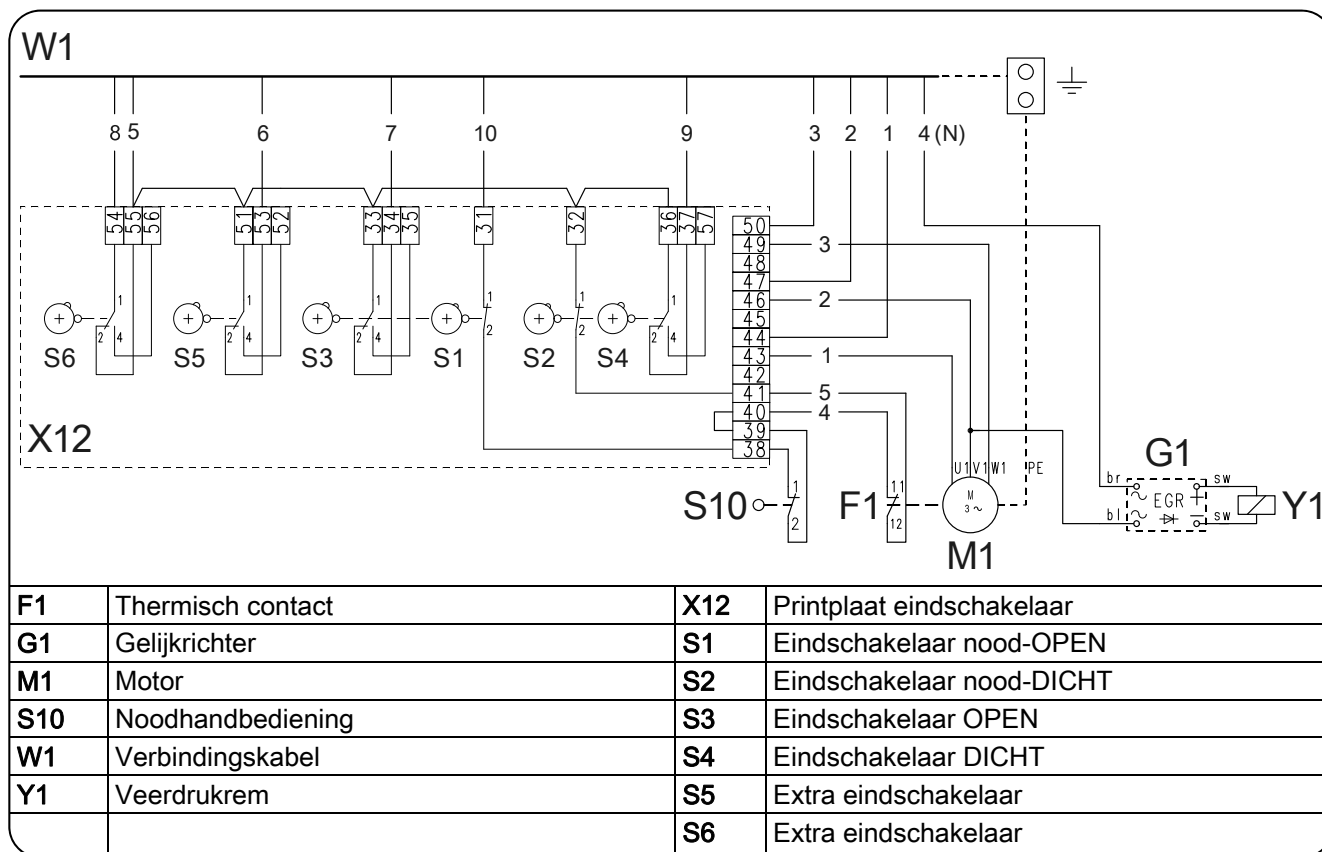 W1
8 5 6 7 10 9 3 2 1 4 (N)
54 55 56 51 53 52 33 34 35 31 32 36 37 57
50
49 3
48
47
46 2
45
44
43 1
42
41 5
40 4
39
38
1 1 1 1 1 1
2 4 2 4 2 4 2 2 2 4
S6 S5 S3 S1 S2 S4
X12
U1 V1 W1 PE
M
3 ~
M1
S10 1
2
F1 11
12
G1
br sw
EGR
bl sw
Y1
F1 Thermisch contact X12 Printplaat eindschakelaar
G1 Gelijkrichter S1 Eindschakelaar nood-OPEN
M1 Motor S2 Eindschakelaar nood-DICHT
S10 Noodhandbediening S3 Eindschakelaar OPEN
W1 Verbindingskabel S4 Eindschakelaar DICHT
Y1 Veerdrukrem S5 Extra eindschakelaar
S6 Extra eindschakelaar